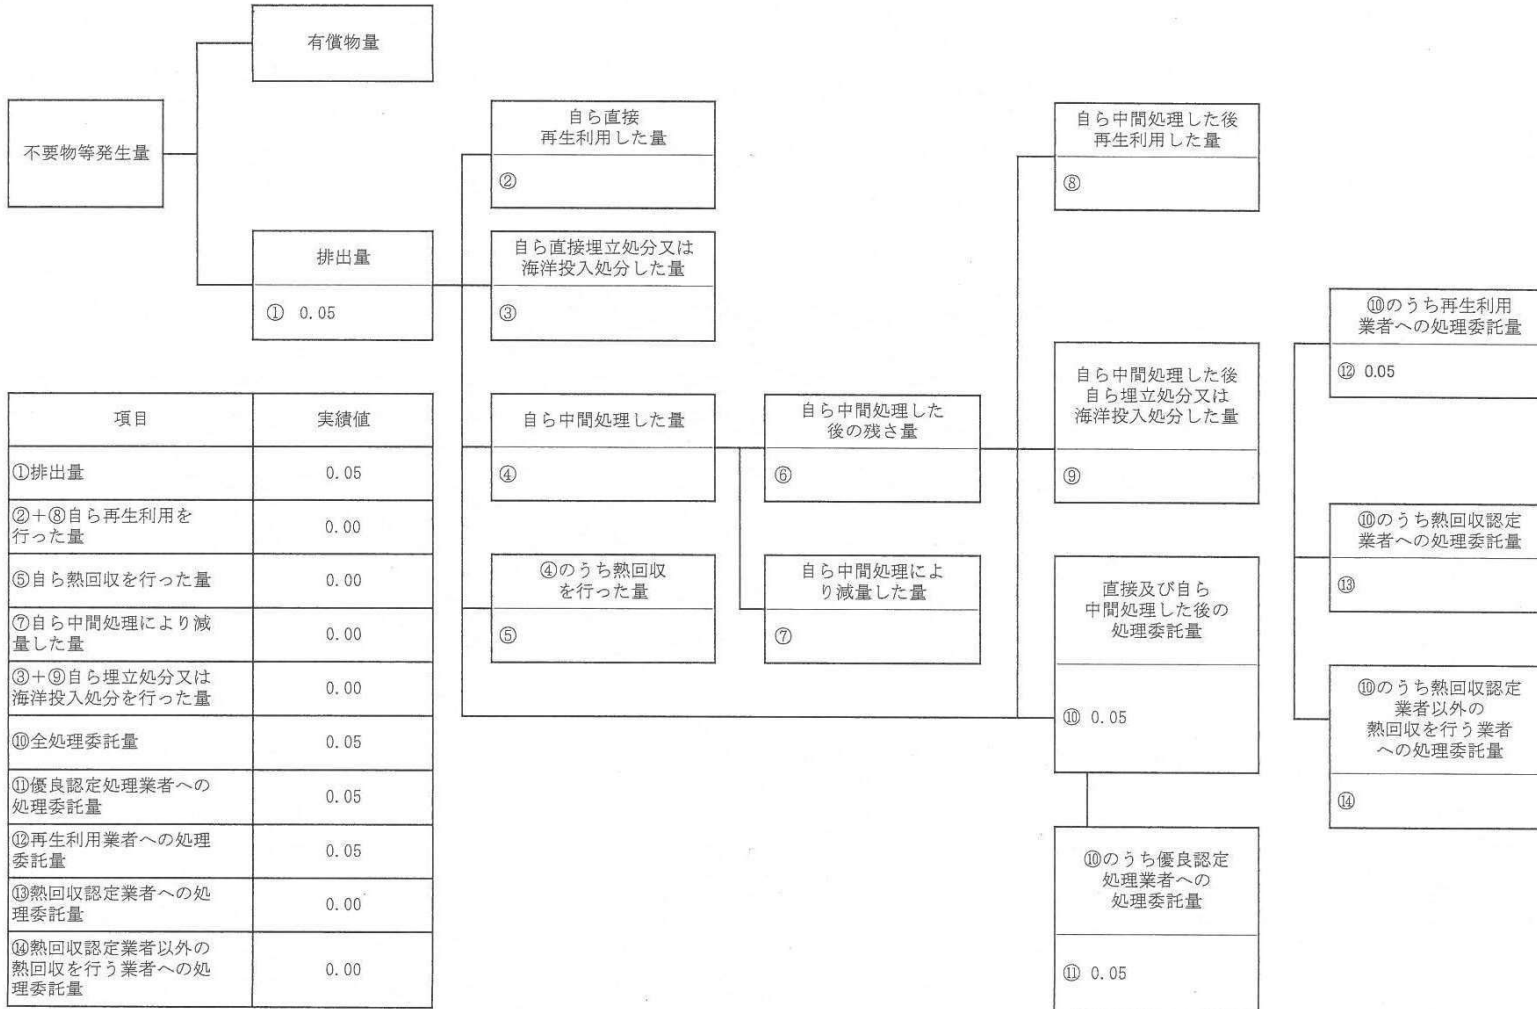 有償物量
不要物等発生量
排出量
① 0.05
自ら直接
再生利用した量
②
自ら直接埋立処分又は
海洋投入処分した量
③
自ら中間処理した量
④
④のうち熱回収
を行った量
⑤
自ら中間処理した
後の残さ量
⑥
自ら中間処理によ
り減量した量
⑦
自ら中間処理した後
再生利用した量
⑧
自ら中間処理した後
自ら埋立処分又は
海洋投入処分した量
⑨
直接及び自ら
中間処理した後の
処理委託量
⑩ 0.05
⑩のうち優良認定
処理業者への
処理委託量
⑪ 0.05
⑩のうち再生利用
業者への処理委託量
⑫ 0.05
⑩のうち熱回収認定
業者への処理委託量
⑬
⑩のうち熱回収認定
業者以外の
熱回収を行う業者
への処理委託量
⑭
項目 実績値
①排出量 0.05
②+⑧自ら再生利用を
行った量 0.00
⑤自ら熱回収を行った量 0.00
⑦自ら中間処理により減
量した量 0.00
③+⑨自ら埋立処分又は
海洋投入処分を行った量 0.00
⑩全処理委託量 0.05
⑪優良認定処理業者への
処理委託量 0.05
⑫再生利用業者への処理
委託量 0.05
⑬熱回収認定業者への処
理委託量 0.00
⑭熱回収認定業者以外の
熱回収を行う業者への処
理委託量 0.00